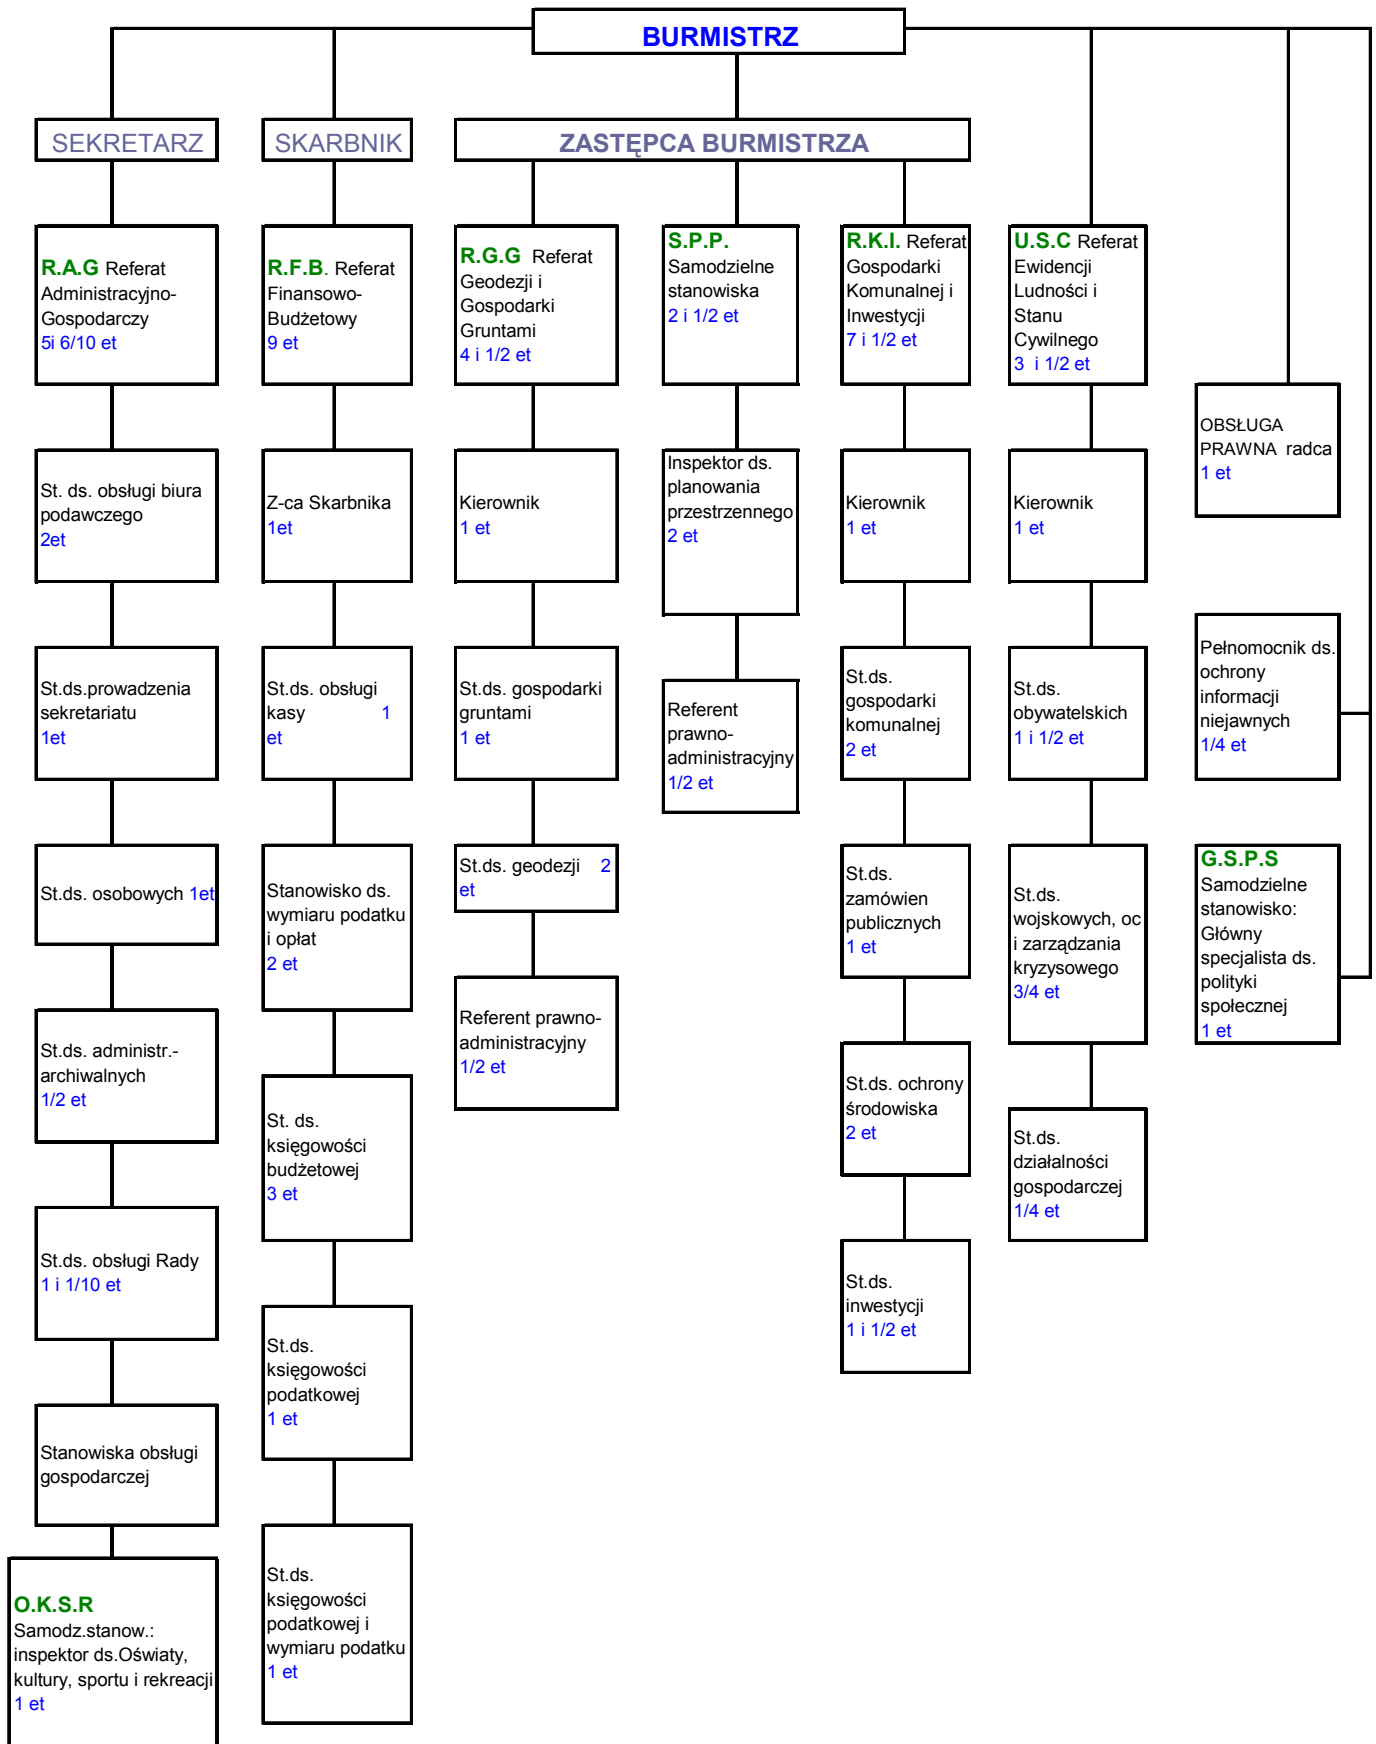 BURMISTRZ
SEKRETARZ
SKARBNIK
ZASTĘPCA BURMISTRZA
R.A.G Referat
Administracyjno-
Gospodarczy
5i 6/10 et
R.F.B. Referat
Finansowo-
Budżetowy
9 et
R.G.G Referat
Geodezji i
Gospodarki
Gruntami
4 i 1/2 et
S.P.P.
Samodzielne
stanowiska
2 i 1/2 et
R.K.I. Referat
Gospodarki
Komunalnej i
Inwestycji
7 i 1/2 et
U.S.C Referat
Ewidencji
Ludności i
Stanu
Cywilnego
3 i 1/2 et
OBSŁUGA
PRAWNA radca
1 et
St. ds. obsługi biura
podawczego
2et
Z-ca Skarbnika
1et
Kierownik
1 et
Inspektor ds.
planowania
przestrzennego
2 et
Kierownik
1 et
Kierownik
1 et
St.ds.prowadzenia
sekretariatu
1et
St.ds. obsługi
kasy 1
et
St.ds. gospodarki
gruntami
1 et
Referent
prawno-
administracyjny
1/2 et
St.ds.
gospodarki
komunalnej
2 et
St.ds.
obywatelskich
1 i 1/2 et
Pełnomocnik ds.
ochrony
informacji
niejawnych
1/4 et
St.ds. osobowych 1et
Stanowisko ds.
wymiaru podatku
i opłat
2 et
St.ds. geodezji 2
et
St.ds.
zamówien
publicznych
1 et
St.ds.
wojskowych, oc
i zarządzania
kryzysowego
3/4 et
G.S.P.S
Samodzielne
stanowisko:
Główny
specjalista ds.
polityki
społecznej
1 et
St.ds. administr.-
archiwalnych
1/2 et
St. ds.
księgowości
budżetowej
3 et
Referent prawno-
administracyjny
1/2 et
St.ds. ochrony
środowiska
2 et
St.ds.
działalności
gospodarczej
1/4 et
St.ds. obsługi Rady
1 i 1/10 et
St.ds.
księgowości
podatkowej
1 et
St.ds.
inwestycji
1 i 1/2 et
Stanowiska obsługi
gospodarczej
St.ds.
księgowości
podatkowej i
wymiaru podatku
1 et
O.K.S.R
Samodz.stanow.:
inspektor ds.Oświaty,
kultury, sportu i rekreacji
1 et